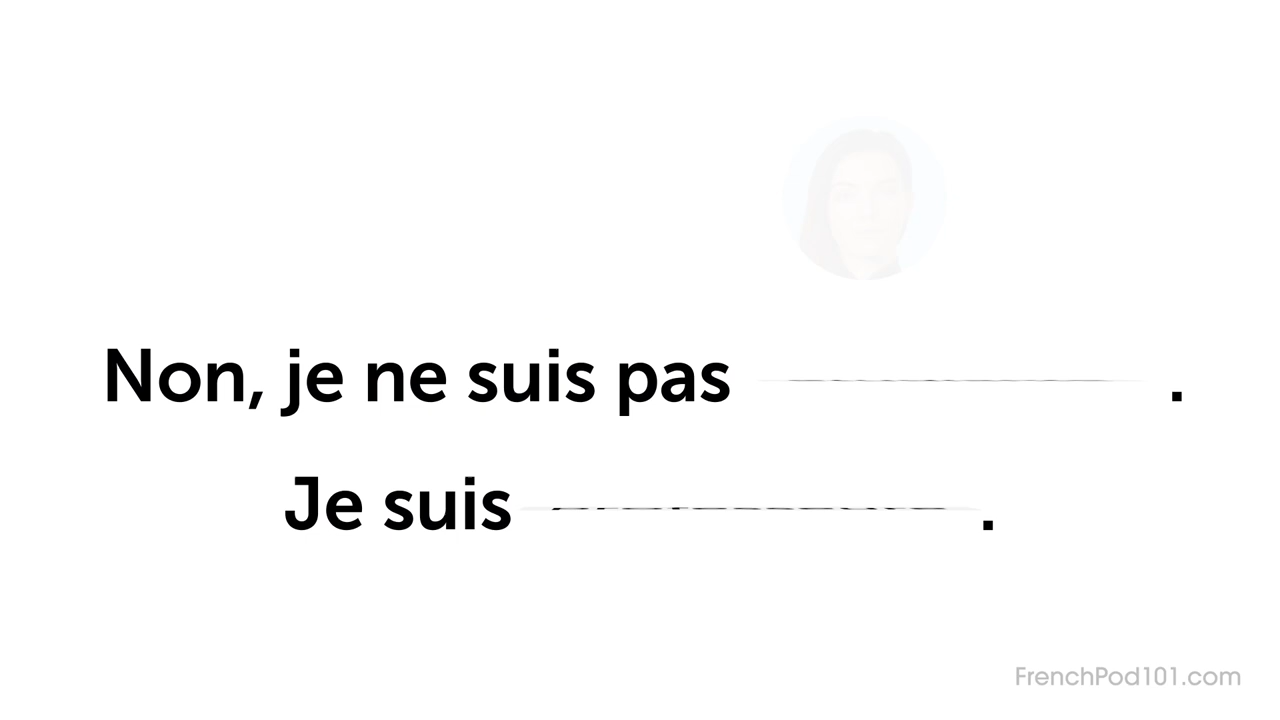 Non, je ne suis pas .
Je suis .
FrenchPod101.com